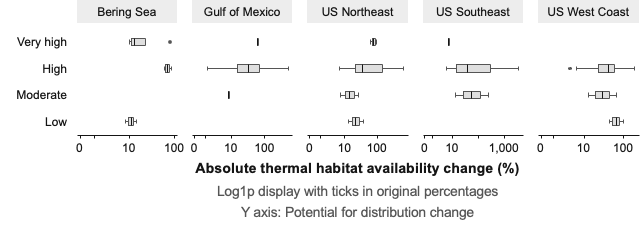 Bering Sea Gulf of Mexico US Northeast US Southeast US West Coast
Very high
High
Moderate
Low
0 10 100 0 10 100 0 10 100 0 10 1,000 0 10 100
Absolute thermal habitat availability change (%)
Log1p display with ticks in original percentages
Y axis: Potential for distribution change